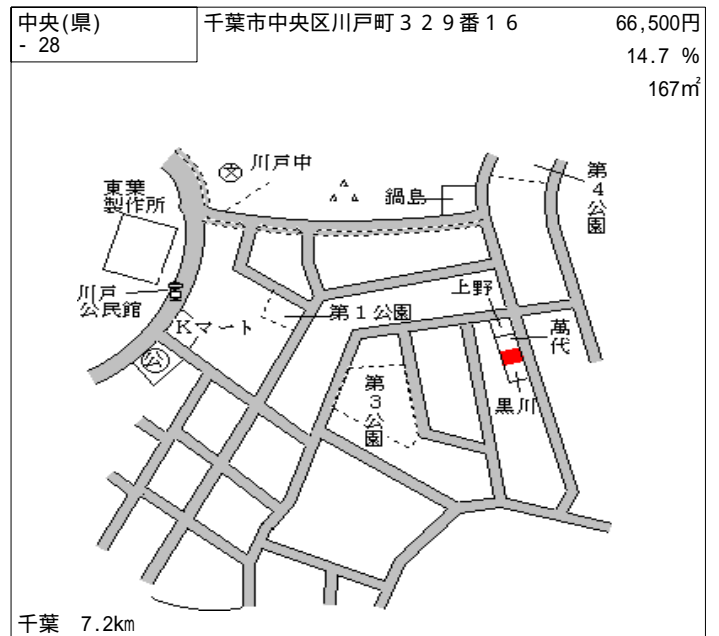 中央(県)
- 28
千葉市中央区川戸町３２９番１６
66,500円
14.7 %
167㎡
川戸中
文
東葉
製作所
鍋島
第4公園
川戸
公民館
Kマート
第1公園
上野
萬代
公
第3公園
黒川
千葉 7.2km